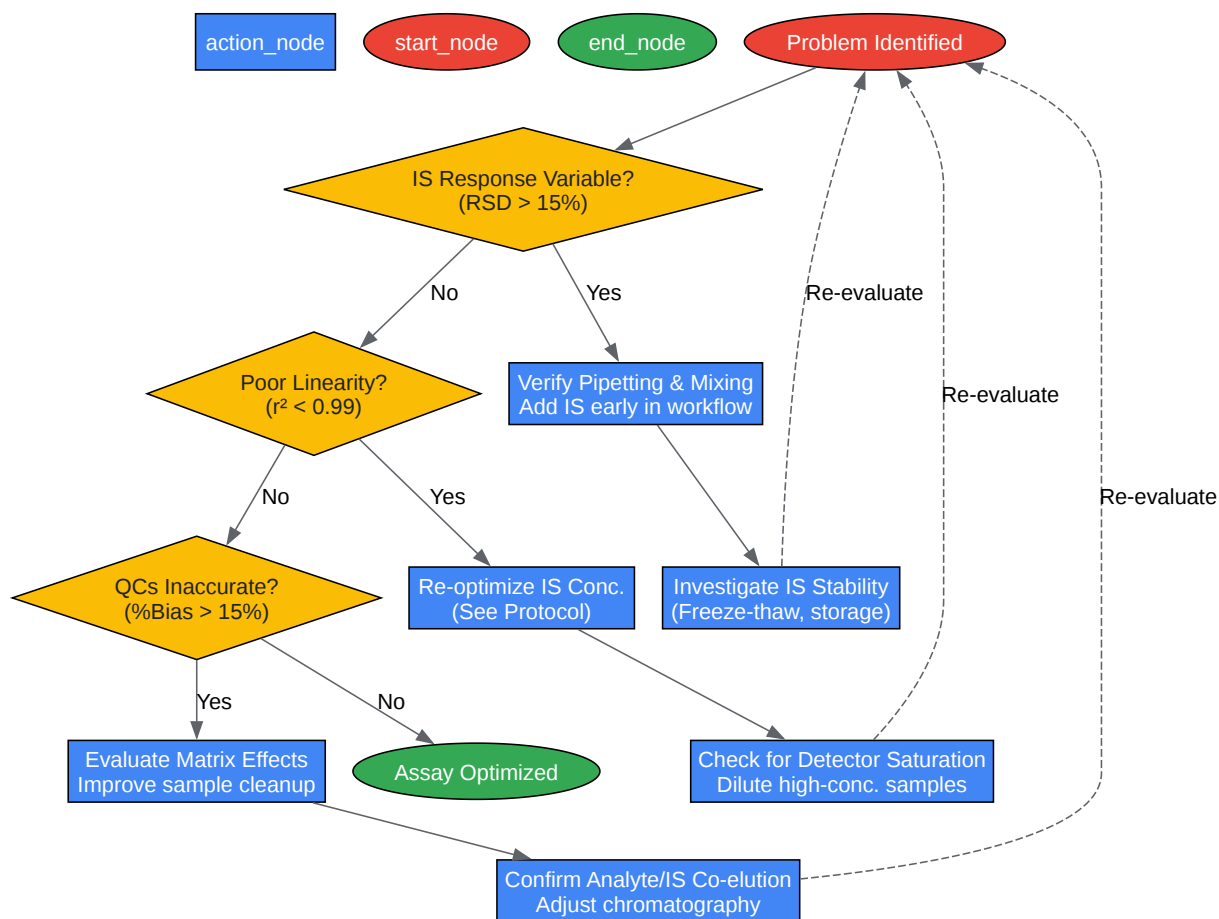 action_node
start_node
end_node
Problem Identified
IS Response Variable?
(RSD > 15%)
No
Yes
Re-evaluate
Poor Linearity?
(r² < 0.99)
Verify Pipetting & Mixing
Add IS early in workflow
Re-evaluate
No
Yes
Re-evaluate
QCs Inaccurate?
(%Bias > 15%)
Re-optimize IS Conc.
(See Protocol)
Investigate IS Stability
(Freeze-thaw, storage)
Yes
No
Evaluate Matrix Effects
Improve sample cleanup
Assay Optimized
Check for Detector Saturation
Dilute high-conc. samples
Confirm Analyte/IS Co-elution
Adjust chromatography